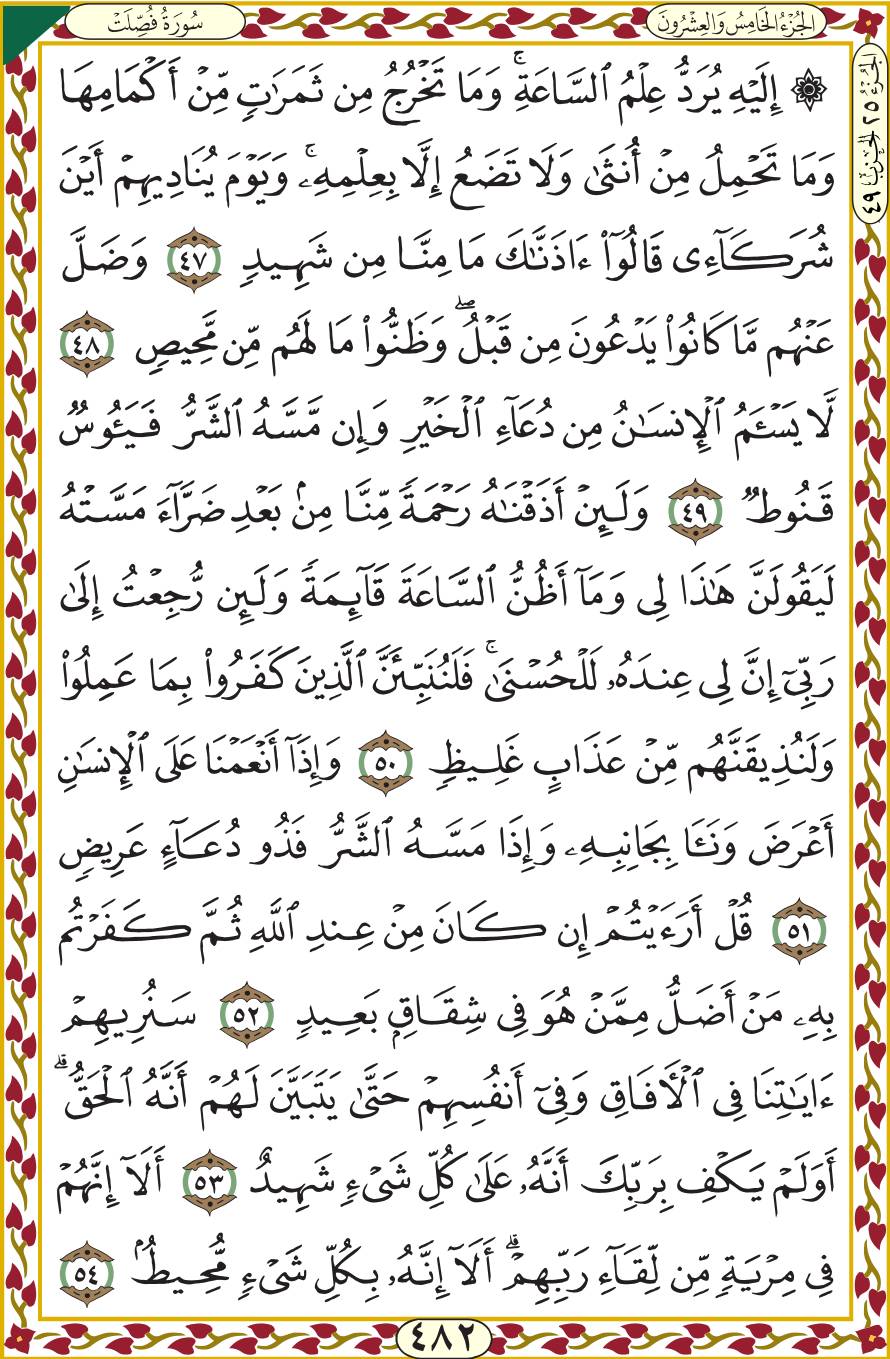 سُورَةُ فُصِّلَتْ
الجُزْءُ الخَامِسُ وَالعِشْرُونَ
الجُزْءُ ٢٥ الحِزْبُ ٤٩
۞ إِلَيْهِ يُرَدُّ عِلْمُ ٱلسَّاعَةِۚ وَمَا تَخْرُجُ مِن ثَمَرَٰتٖ مِّنْ أَكْمَامِهَا
وَمَا تَحْمِلُ مِنْ أُنثَىٰ وَلَا تَضَعُ إِلَّا بِعِلْمِهِۦۚ وَيَوْمَ يُنَادِيهِمْ أَيْنَ
شُرَكَآءِي قَالُوٓاْ ءَاذَنَّٰكَ مَا مِنَّا مِن شَهِيدٖ ٤٧ وَضَلَّ
عَنْهُم مَّا كَانُواْ يَدْعُونَ مِن قَبْلُۖ وَظَنُّواْ مَا لَهُم مِّن مَّحِيصٖ ٤٨
لَّا يَسْـَٔمُ ٱلْإِنسَٰنُ مِن دُعَآءِ ٱلْخَيْرِ وَإِن مَّسَّهُ ٱلشَّرُّ فَيَـُٔوسٞ
قَنُوطٞ ٤٩ وَلَئِنْ أَذَقْنَٰهُ رَحْمَةٗ مِّنَّا مِنۢ بَعْدِ ضَرَّآءَ مَسَّتْهُ
لَيَقُولَنَّ هَٰذَا لِي وَمَآ أَظُنُّ ٱلسَّاعَةَ قَآئِمَةٗ وَلَئِن رُّجِعْتُ إِلَىٰ
رَبِّيٓ إِنَّ لِي عِندَهُۥ لَلْحُسْنَىٰۚ فَلَنُنَبِّئَنَّ ٱلَّذِينَ كَفَرُواْ بِمَا عَمِلُواْ
وَلَنُذِيقَنَّهُم مِّنْ عَذَابٍ غَلِيظٖ ٥٠ وَإِذَآ أَنْعَمْنَا عَلَى ٱلْإِنسَٰنِ
أَعْرَضَ وَنَـَٔا بِجَانِبِهِۦ وَإِذَا مَسَّهُ ٱلشَّرُّ فَذُو دُعَآءٍ عَرِيضٖ
٥١ قُلْ أَرَءَيْتُمْ إِن كَانَ مِنْ عِندِ ٱللَّهِ ثُمَّ كَفَرْتُم
بِهِۦ مَنْ أَضَلُّ مِمَّنْ هُوَ فِي شِقَاقِۭ بَعِيدٖ ٥٢ سَنُرِيهِمْ
ءَايَٰتِنَا فِي ٱلْأٓفَاقِ وَفِيٓ أَنفُسِهِمْ حَتَّىٰ يَتَبَيَّنَ لَهُمْ أَنَّهُ ٱلْحَقُّۗ
أَوَلَمْ يَكْفِ بِرَبِّكَ أَنَّهُۥ عَلَىٰ كُلِّ شَيْءٖ شَهِيدٌ ٥٣ أَلَآ إِنَّهُمْ
فِي مِرْيَةٖ مِّن لِّقَآءِ رَبِّهِمْۗ أَلَآ إِنَّهُۥ بِكُلِّ شَيْءٖ مُّحِيطُۢ ٥٤
٤٨٢